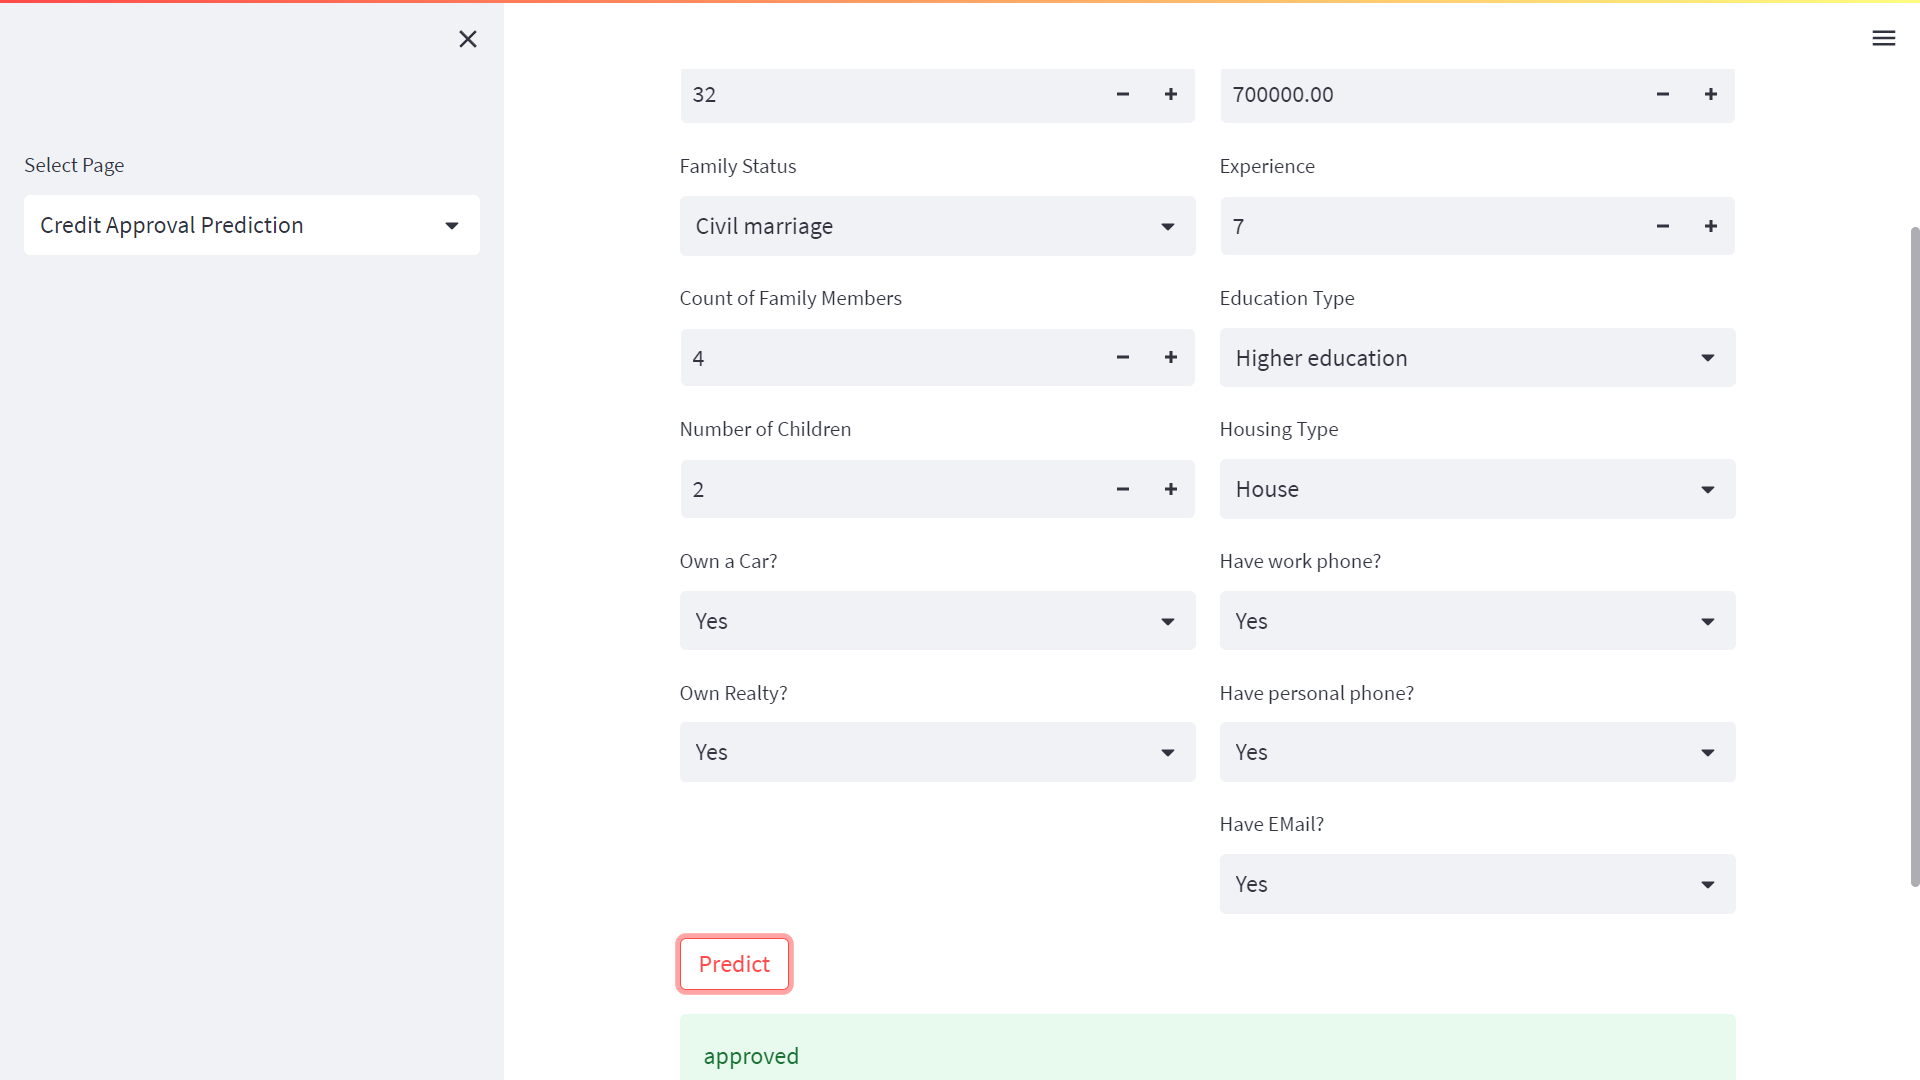 Select Page
Credit Approval Prediction
32
700000.00
Family Status
Experience
Civil marriage
7
Count of Family Members
Education Type
4
Higher education
Number of Children
Housing Type
2
House
Own a Car?
Have work phone?
Yes
Yes
Own Realty?
Have personal phone?
Yes
Yes
Have EMail?
Yes
Predict
approved